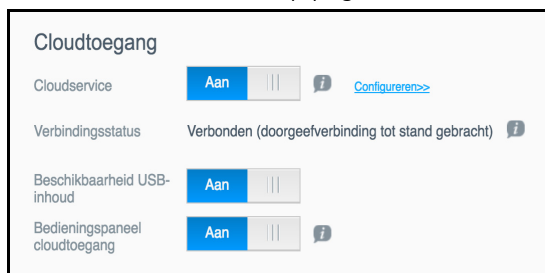 Cloudtoegang
Cloudservice Aan Configureren>>
Verbindingsstatus Verbonden (doorgeefverbinding tot stand gebracht)
Beschikbaarheid USB-
inhoud Aan
Bedieningspaneel
cloudtoegang Aan